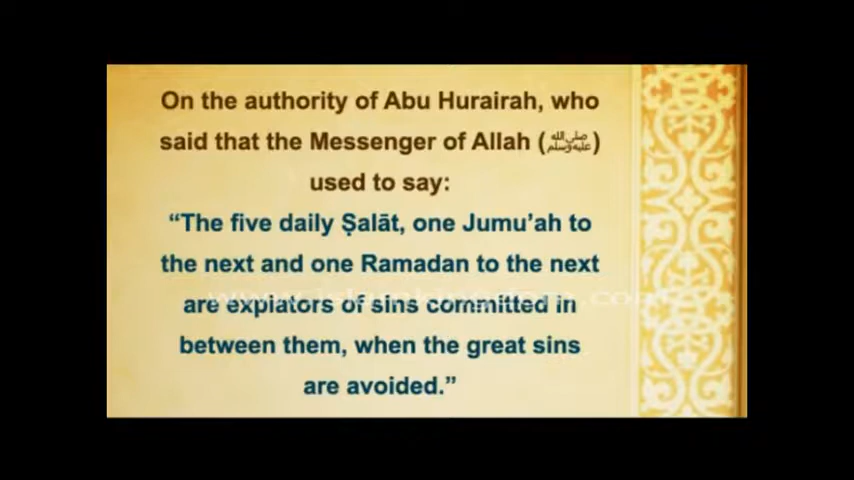 On the authority of Abu Hurairah, who
said that the Messenger of Allah (ﷺ)
used to say:
“The five daily Ṣalāt, one Jumu’ah to
the next and one Ramadan to the next
are expiators of sins committed in
between them, when the great sins
are avoided.”